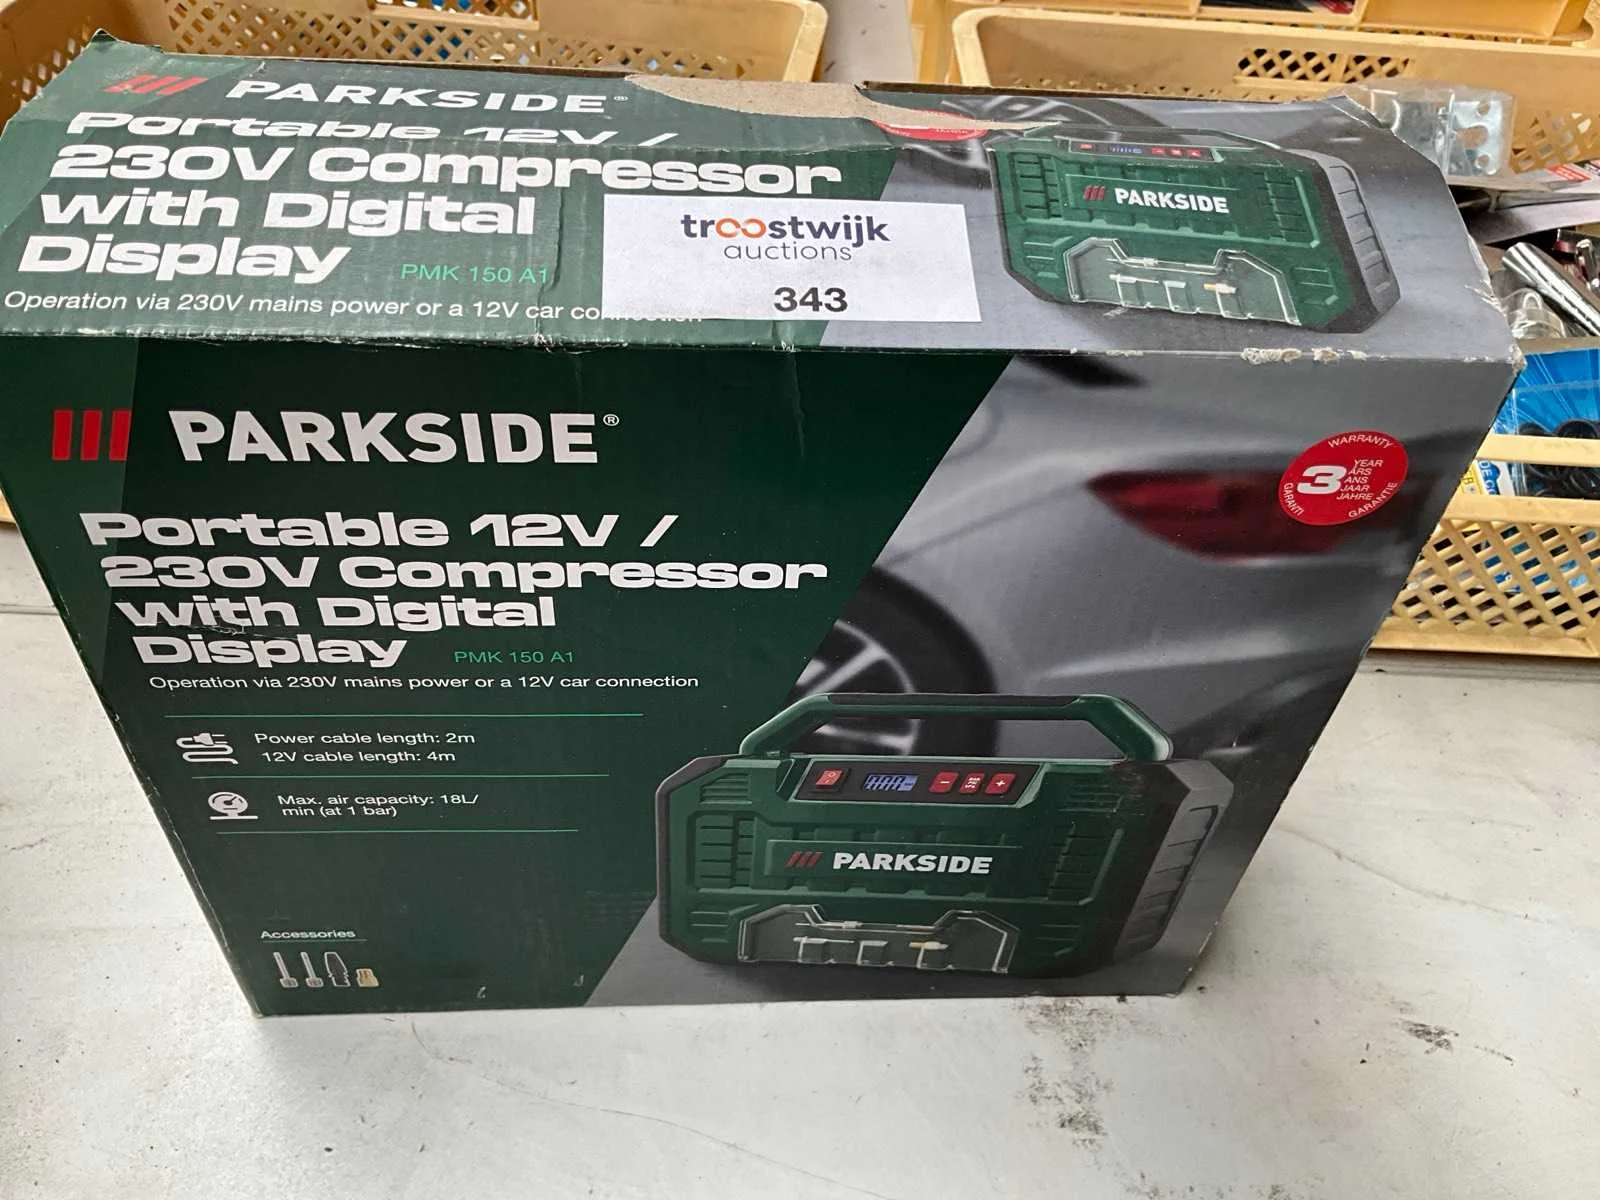 PARKSIDE
Portable 12V /
230V Compressor
with Digital
Display
PMK 150 A1
Operation via 230V mains power or a 12V car connection
troostwijk
auctions
343
PARKSIDE
PARKSIDE®
Portable 12V /
230V Compressor
with Digital
Display
PMK 150 A1
Operation via 230V mains power or a 12V car connection
Power cable length: 2m
12V cable length: 4m
Max. air capacity: 18L/
min (at 1 bar)
Accessories
WARRANTY
3
YEAR
ARS
ANS
JAAR
JAHRE
GARANTI
GARANTIE
PARKSIDE